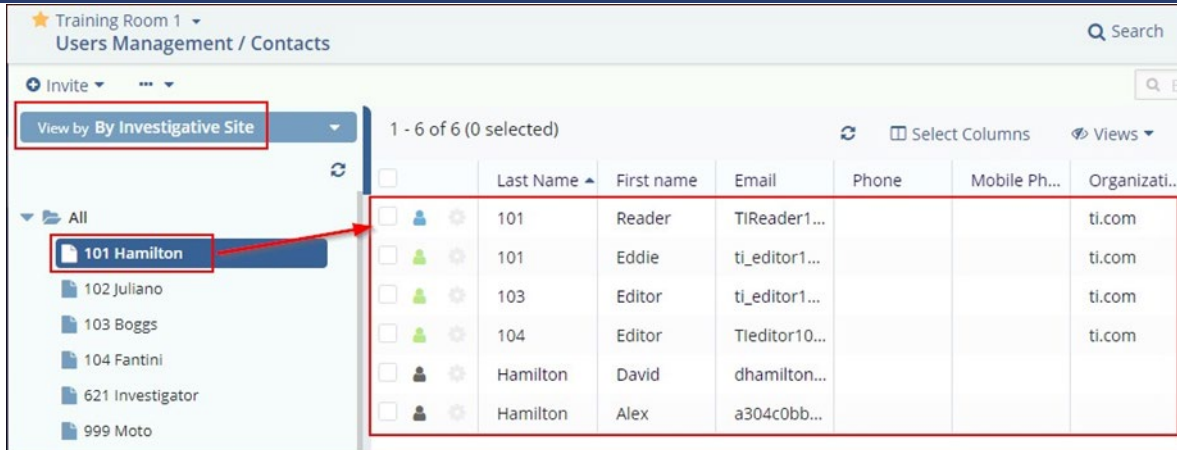 Training Room 1
Users Management / Contacts
Search
Invite
View by By Investigative Site
1 - 6 of 6 (0 selected)
Select Columns
Views
Last Name First name Email Phone Mobile Ph... Organizati..
All
101 Hamilton
102 Juliano
103 Boggs
104 Fantini
621 Investigator
999 Moto
101 Reader TIReader1... ti.com
101 Eddie ti_editor1... ti.com
103 Editor ti_editor1... ti.com
104 Editor TIeditor10... ti.com
Hamilton David dhamilton...
Hamilton Alex a304c0bb...